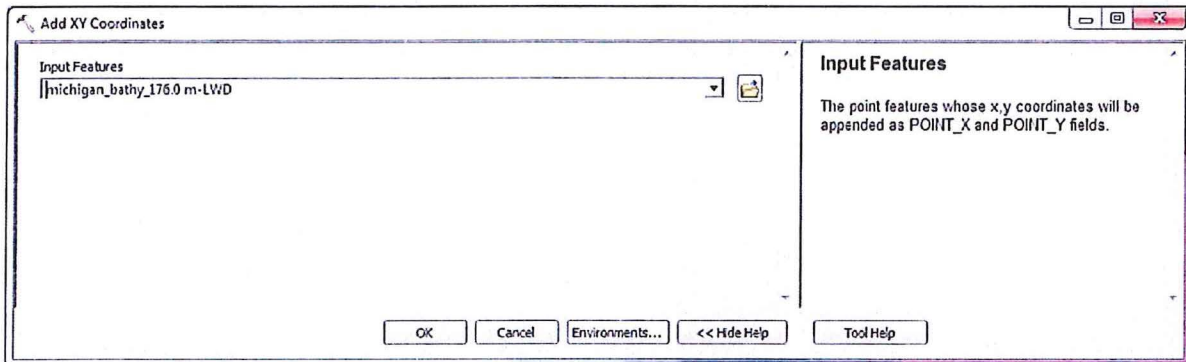 Add XY Coordinates
Input Features
michigan_bathy_176.0 m-LWD
Input Features
The point features whose x,y coordinates will be
appended as POINT_X and POINT_Y fields.
OK
Cancel
Environments...
<< Hide Help
Tool Help